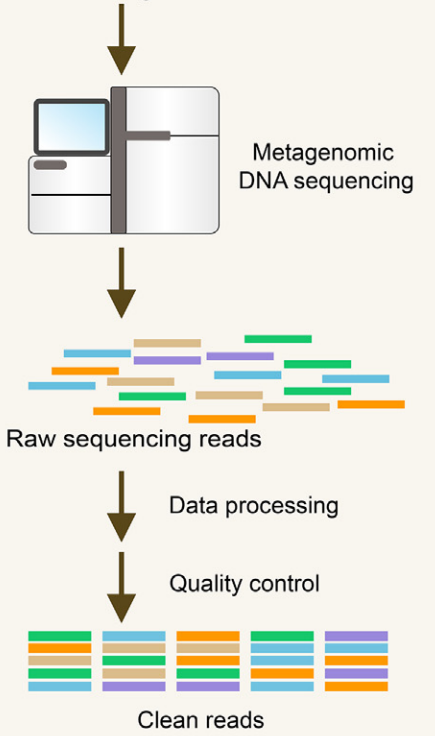 Metagenomic
DNA sequencing
Raw sequencing reads
Data processing
Quality control
Clean reads